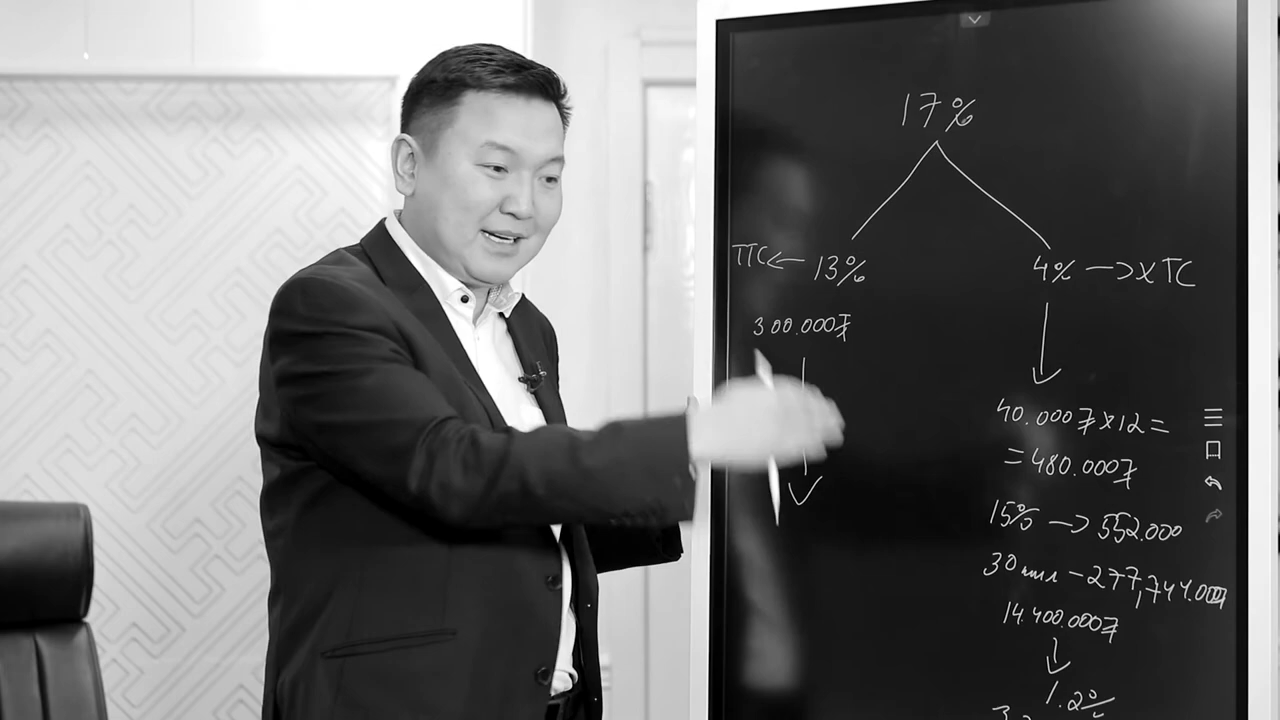 17%
ТТС ← 13%
4% → ХТС
300.000₮
40.000₮ x 12 =
= 480.000₮
15% → 552.000
30 жил - 277,744.000
14.400.000₮
1.2%